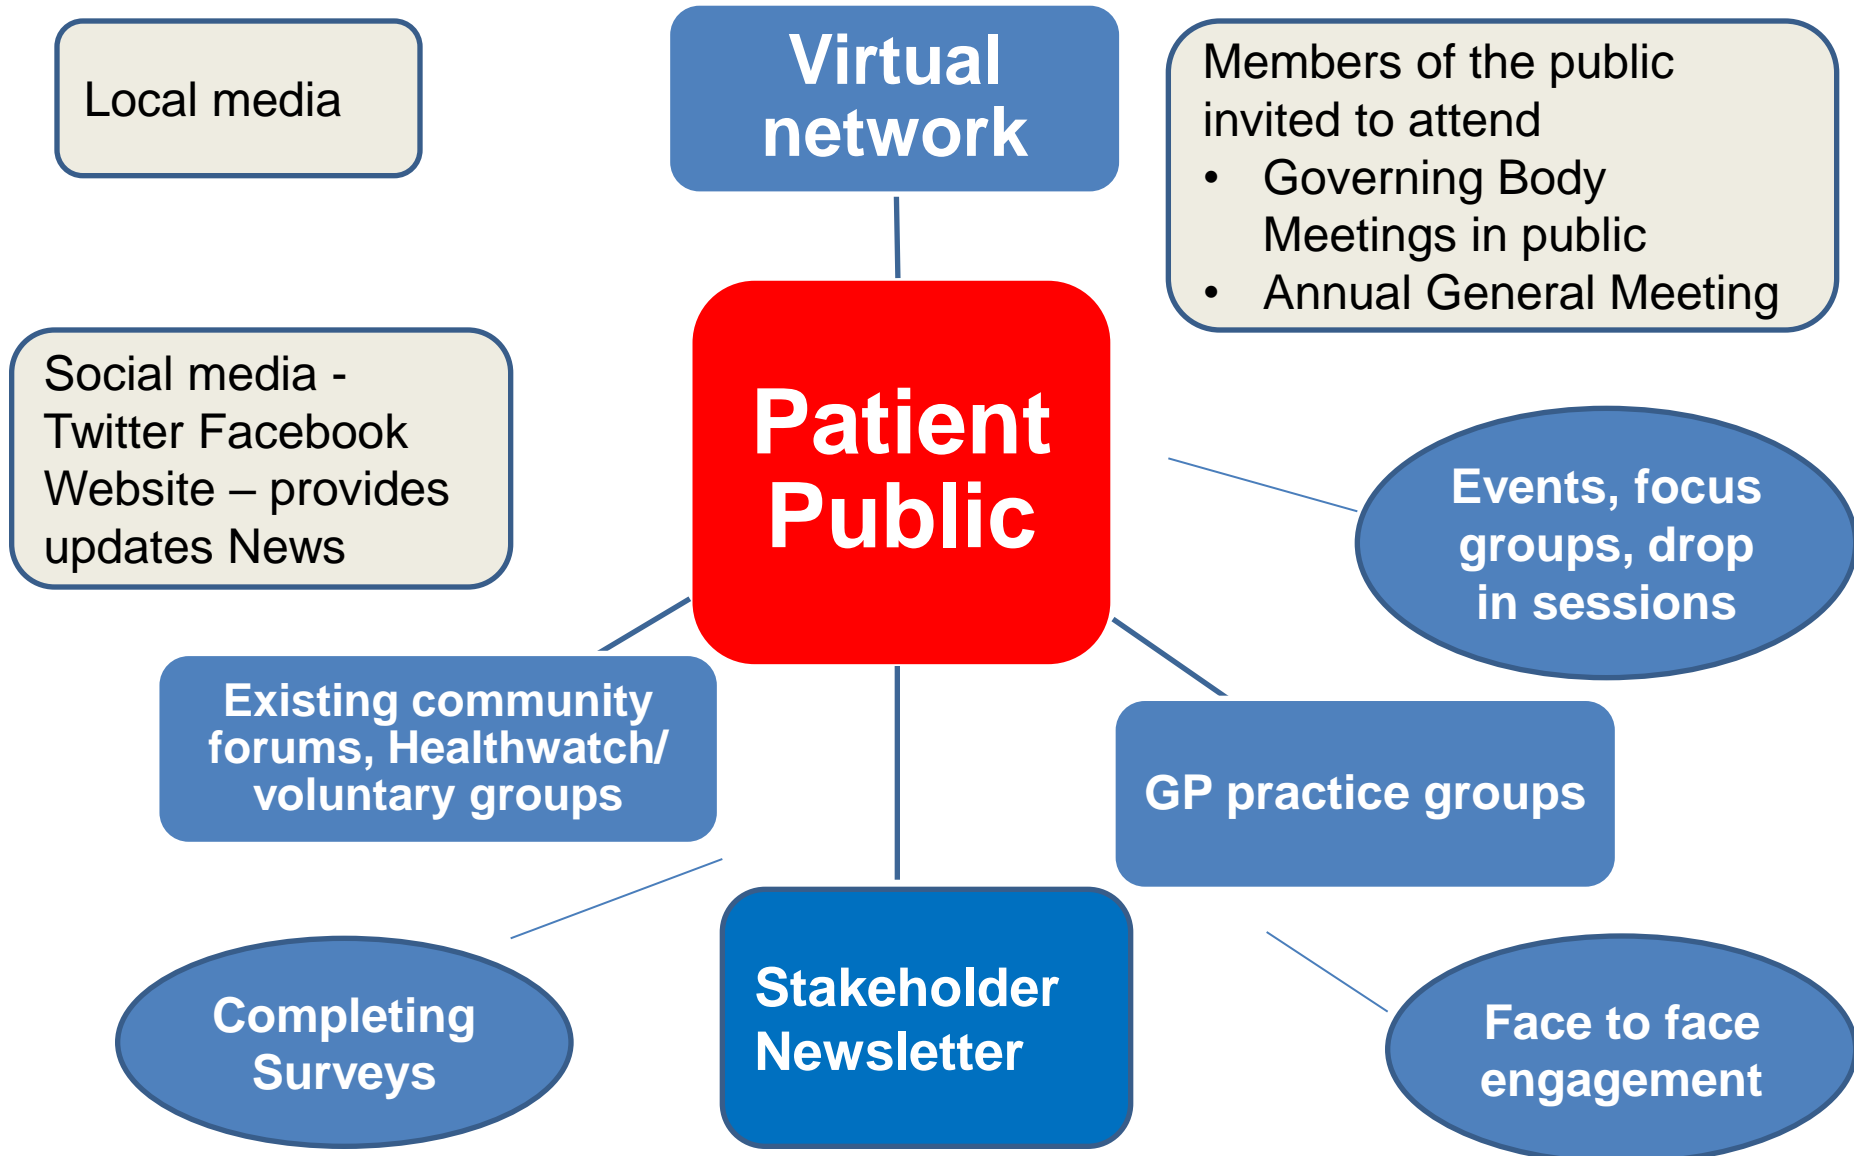 Local media
Virtual
network
Members of the public
invited to attend
• Governing Body
Meetings in public
• Annual General Meeting
Social media -
Twitter Facebook
Website – provides
updates News
Patient
Public
Events, focus
groups, drop
in sessions
Existing community
forums, Healthwatch/
voluntary groups
GP practice groups
Completing
Surveys
Stakeholder
Newsletter
Face to face
engagement